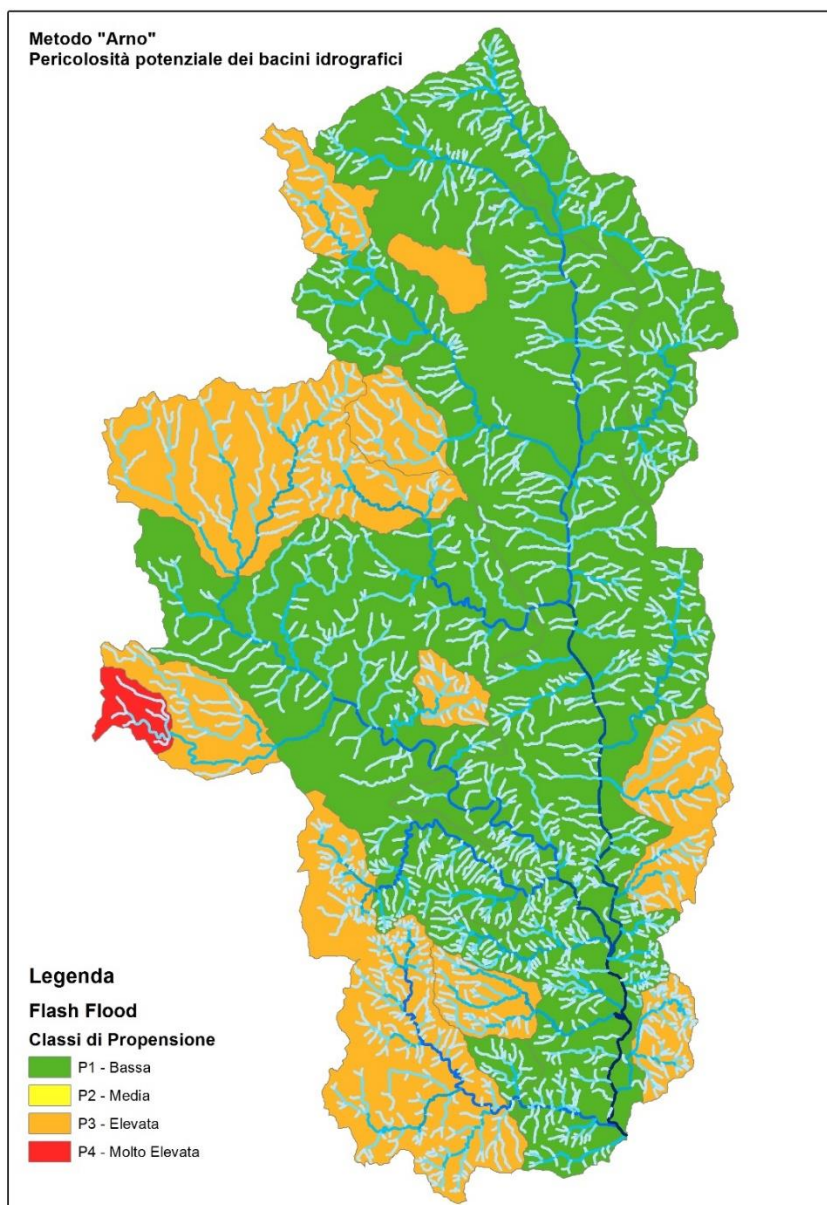 Metodo "Arno"
Pericolosità potenziale dei bacini idrografici
Legenda
Flash Flood
Classi di Propensione
P1 - Bassa
P2 - Media
P3 - Elevata
P4 - Molto Elevata